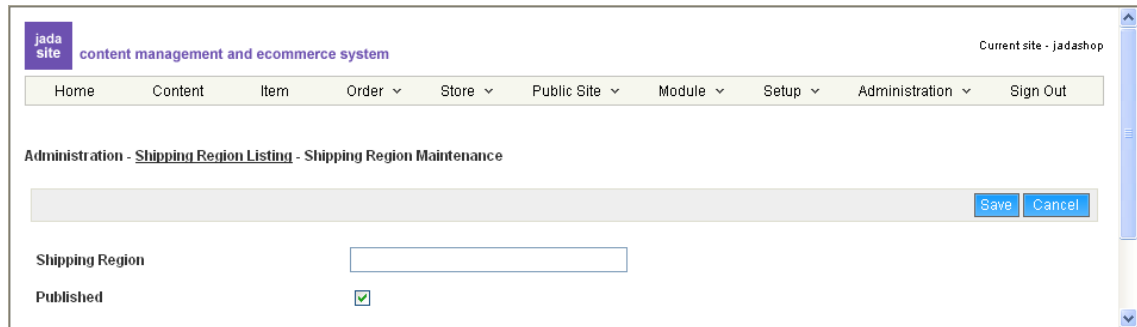 jada
site content management and ecommerce system
Current site - jadashop
Home Content Item Order Store Public Site Module Setup Administration Sign Out
Administration - Shipping Region Listing - Shipping Region Maintenance
Save Cancel
Shipping Region
Published